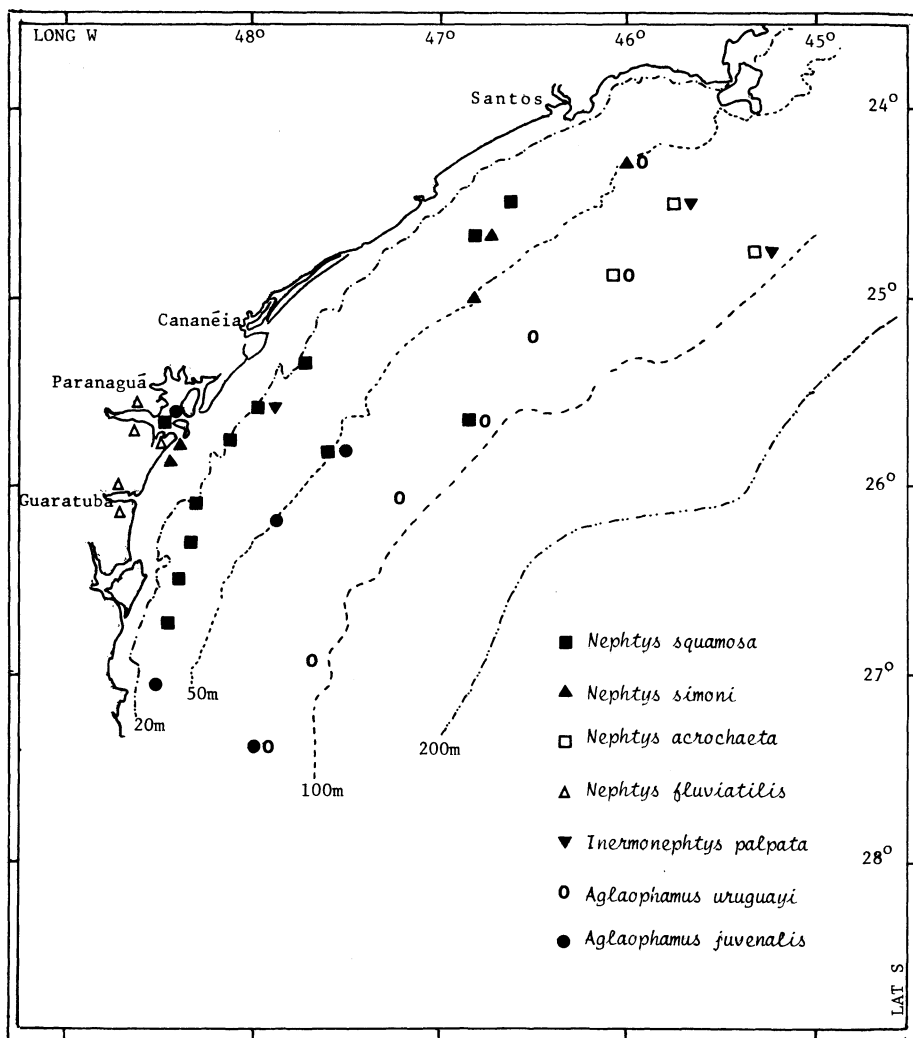 LONG W 48° 47° 46° 45°
Santos
24°
Cananéia
25°
Paranaguá
Guaratuba
26°
27°
20m
50m
100m
200m
28°
Nephtys squamosa
Nephtys simoni
Nephtys acrochaeta
Nephtys fluviatilis
Inermonephtys palpata
Aglaophamus uruguayi
Aglaophamus juvenalis
LAT S